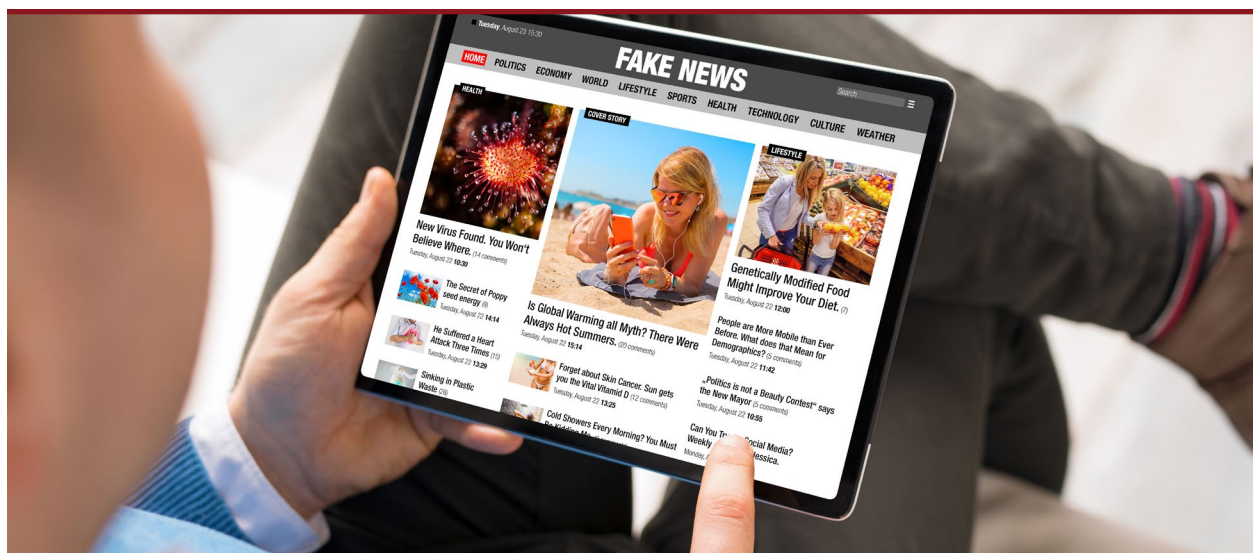 Tuesday, August 23 15:30
FAKE NEWS
Search
HOME POLITICS ECONOMY WORLD LIFESTYLE SPORTS HEALTH TECHNOLOGY CULTURE WEATHER
HEALTH
New Virus Found. You Won't
Believe Where. (14 comments)
Tuesday, August 22 10:39
The Secret of Poppy
seed energy (8)
Tuesday, August 22 14:14
He Suffered a Heart
Attack Three Times (15)
Tuesday, August 22 13:29
Sinking in Plastic
Waste (28)
COVER STORY
Is Global Warming all Myth? There Were
Always Hot Summers. (20 comments)
Tuesday, August 22 15:14
Forget about Skin Cancer. Sun gets
you the Vital Vitamid D (12 comments)
Tuesday, August 22 13:25
Cold Showers Every Morning? You Must
LIFESTYLE
Genetically Modified Food
Might Improve Your Diet. (7)
Tuesday, August 22 12:00
People are More Mobile than Ever
Before. What does that Mean for
Demographics? (5 comments)
Tuesday, August 22 11:42
„Politics is not a Beauty Contest“ says
the New Mayor (5 comments)
Tuesday, August 22 10:55
Can You Social Media?
Weekly Jessica.
Monday,